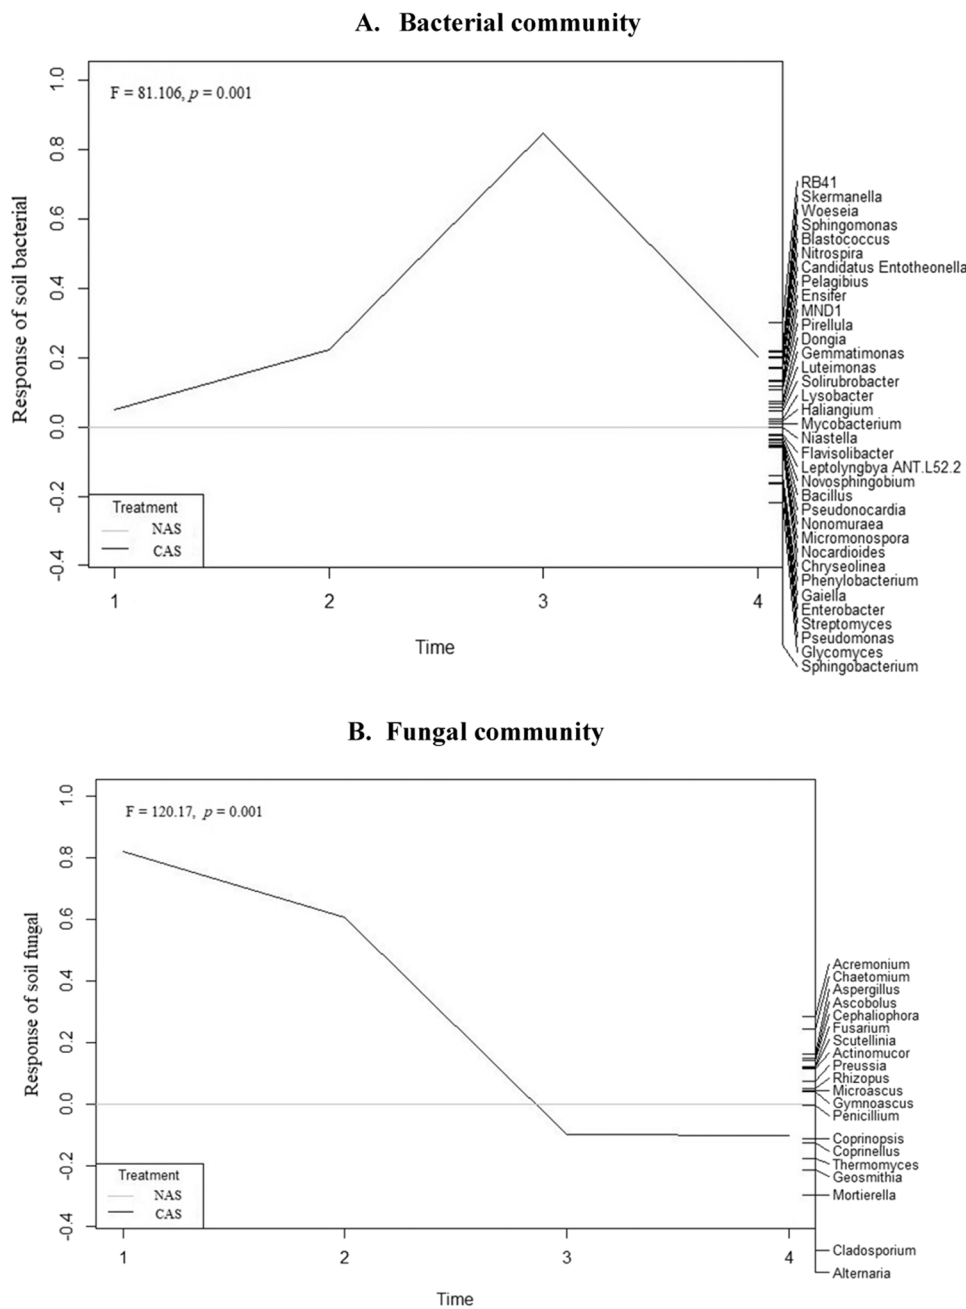 A. Bacterial community
F = 81.106, p = 0.001
Response of soil bacterial
1.0
0.8
0.6
0.4
0.2
0.0
-0.2
-0.4
Treatment
NAS
CAS
1 2 3 4
Time
RB41
Skermanella
Woeseia
Sphingomonas
Blastococcus
Nitrospira
Candidatus Entotheonella
Pelagibius
Ensifer
MND1
Pirellula
Dongia
Gemmatimonas
Luteimonas
Solirubrobacter
Lysobacter
Haliangium
Mycobacterium
Niastella
Flavisolibacter
Leptolyngbya ANT.L52.2
Novosphingobium
Bacillus
Pseudonocardia
Nonomuraea
Micromonospora
Nocardioides
Chryseolinea
Phenylobacterium
Gaiella
Enterobacter
Streptomyces
Pseudomonas
Glycomyces
Sphingobacterium
B. Fungal community
F = 120.17, p = 0.001
Response of soil fungal
1.0
0.8
0.6
0.4
0.2
0.0
-0.2
-0.4
Treatment
NAS
CAS
1 2 3 4
Time
Acremonium
Chaetomium
Aspergillus
Ascobolus
Cephaliophora
Fusarium
Scutellinia
Actinomucor
Preussia
Rhizopus
Microascus
Gymnoascus
Penicillium
Coprinopsis
Coprinellus
Thermomyces
Geosmithia
Mortierella
Cladosporium
Alternaria